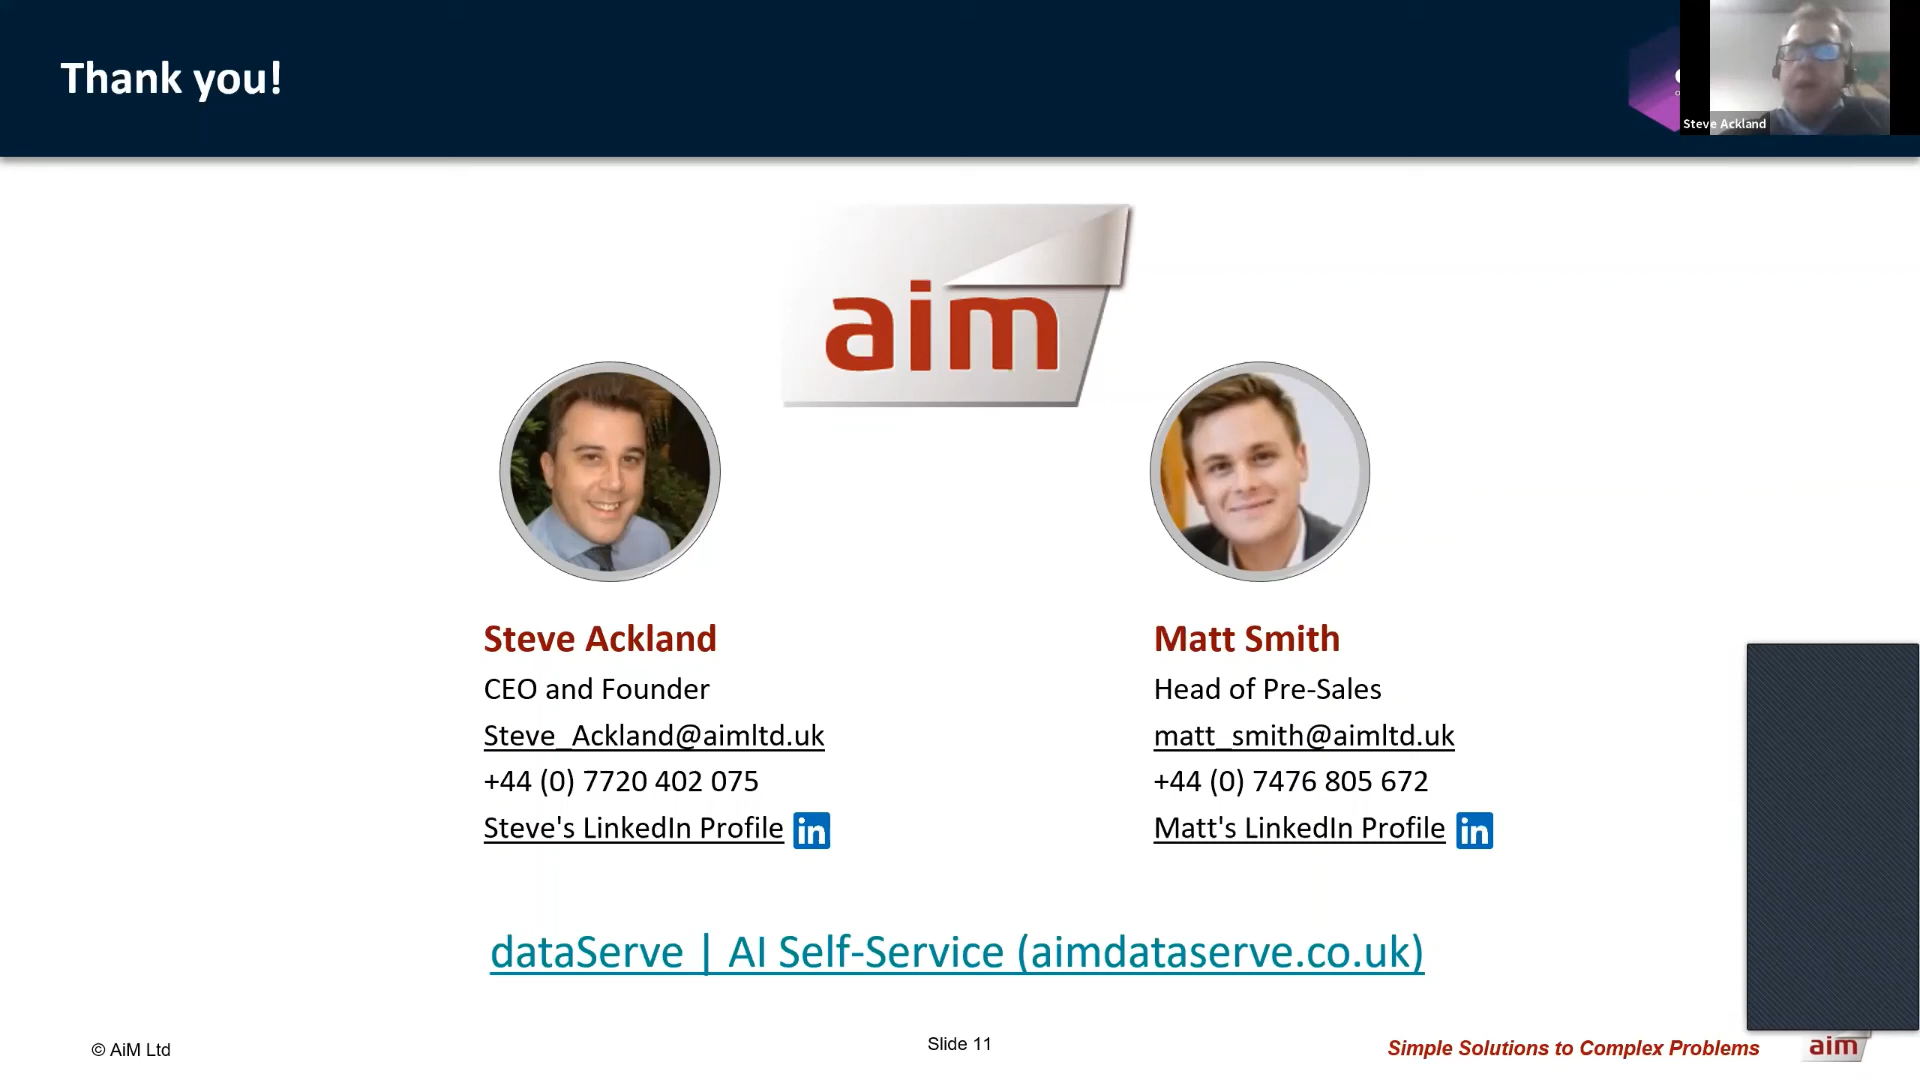 Thank you!
Steve Ackland
aim
Steve Ackland
CEO and Founder
Steve_Ackland@aimltd.uk
+44 (0) 7720 402 075
Steve's LinkedIn Profile in
Matt Smith
Head of Pre-Sales
matt_smith@aimltd.uk
+44 (0) 7476 805 672
Matt's LinkedIn Profile in
dataServe | AI Self-Service (aimdataserve.co.uk)
© AiM Ltd
Slide 11
Simple Solutions to Complex Problems
aim